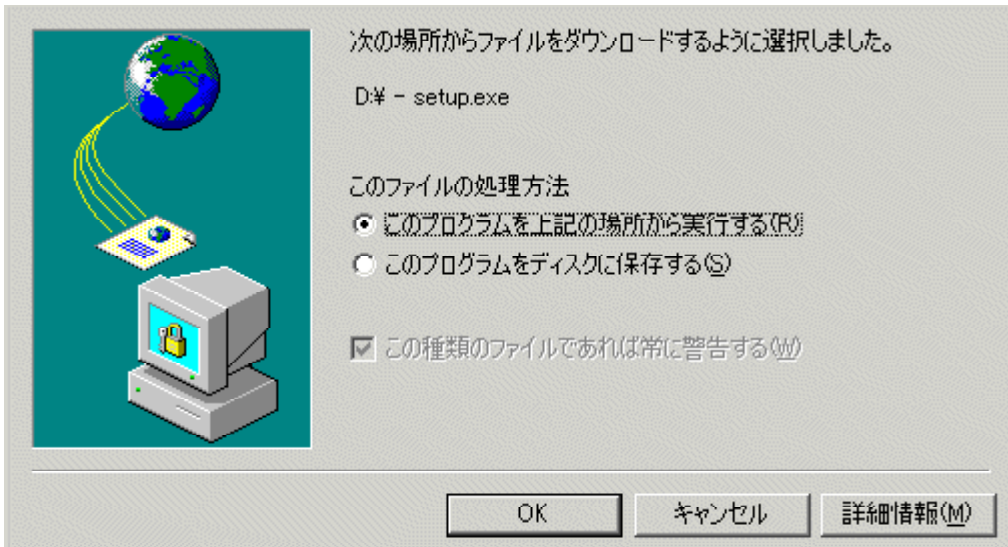 次の場所からファイルをダウンロードするように選択しました。
D:¥ - setup.exe
このファイルの処理方法
このプログラムを上記の場所から実行する(R)
このプログラムをディスクに保存する(S)
この種類のファイルであれば常に警告する(W)
OK キャンセル 詳細情報(M)